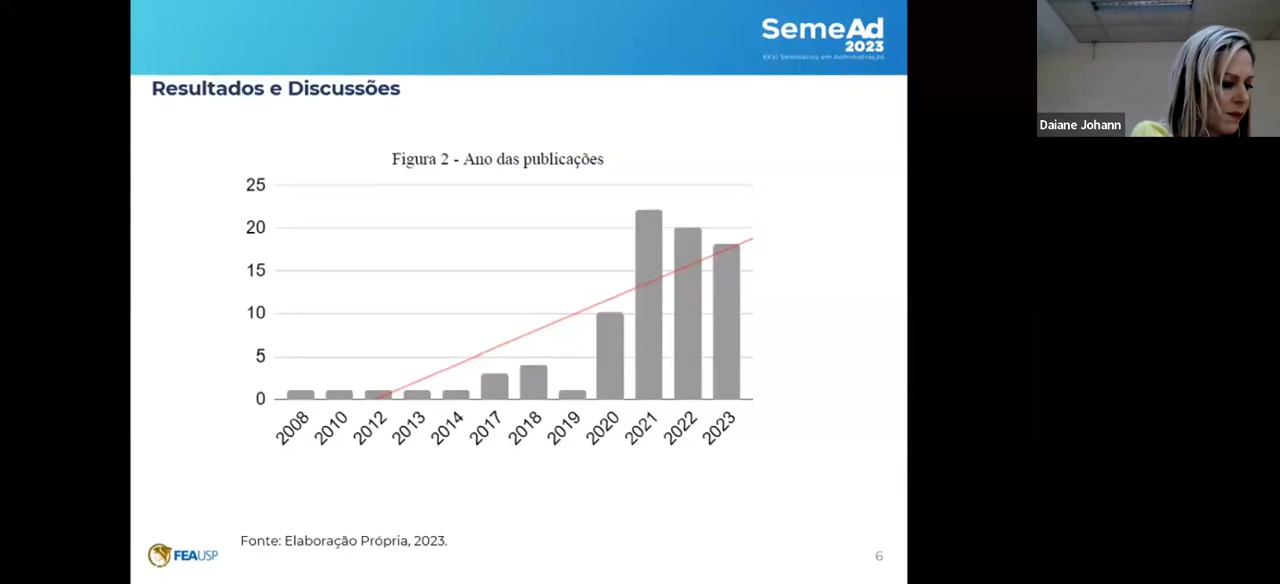 SemeAd
2023
XXVI Seminários em Administração
Daiane Johann
Resultados e Discussões
Figura 2 - Ano das publicações
25
20
15
10
5
0
2008
2010
2012
2013
2014
2017
2018
2019
2020
2021
2022
2023
Fonte: Elaboração Própria, 2023.
FEAUSP
6